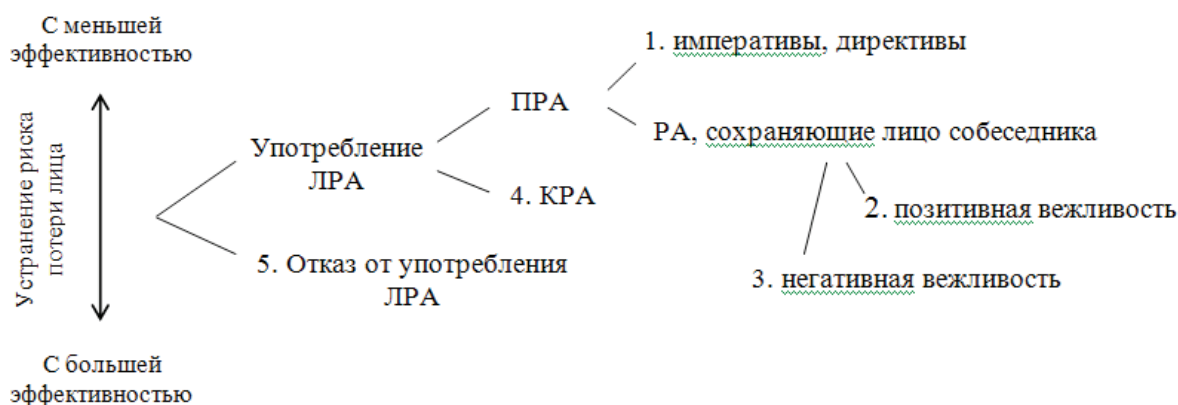 С меньшей
эффективностью
Устранение риска
потери лица
С большей
эффективностью
Употребление
ЛРА
5. Отказ от употребления
ЛРА
ПРА
4. КРА
1. императивы, директивы
РА, сохраняющие лицо собеседника
2. позитивная вежливость
3. негативная вежливость